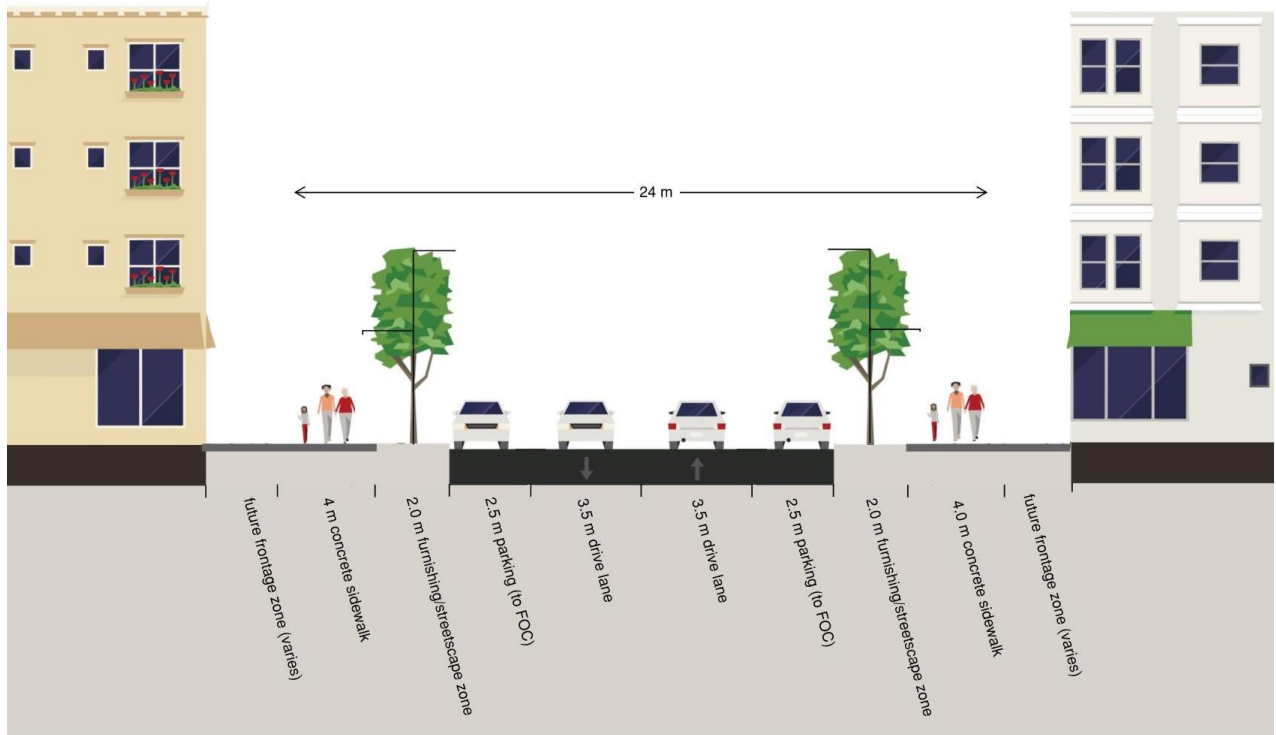 24 m
future frontage zone (varies)
4 m concrete sidewalk
2.0 m furnishing/streetscape zone
2.5 m parking (to FOC)
3.5 m drive lane
3.5 m drive lane
2.5 m parking (to FOC)
2.0 m furnishing/streetscape zone
4.0 m concrete sidewalk
future frontage zone (varies)